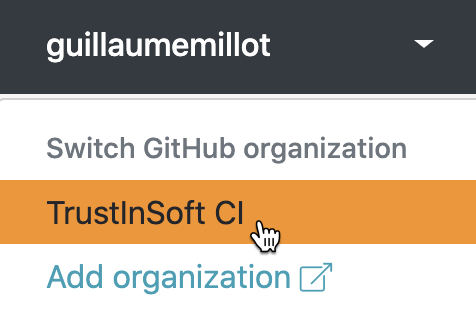 guillaumemillot
Switch GitHub organization
TrustInSoft CI
Add organization